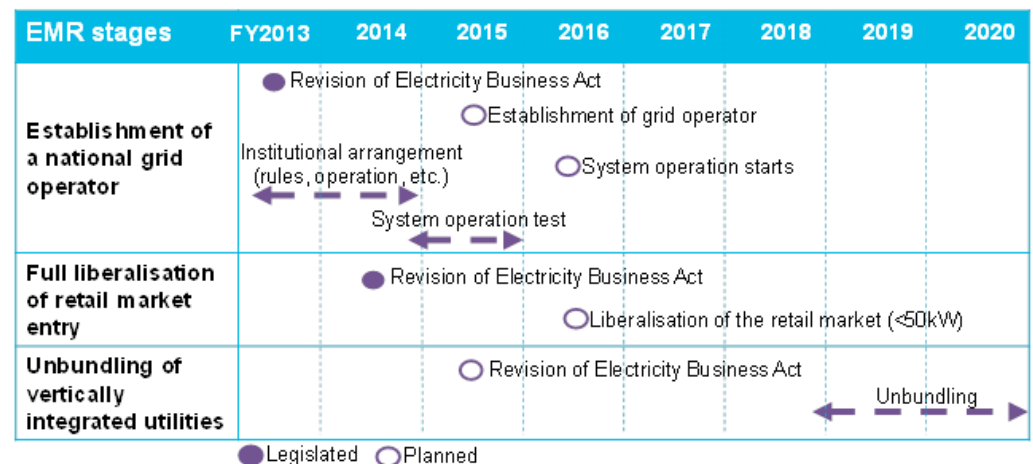 EMR stages FY2013 2014 2015 2016 2017 2018 2019 2020
Establishment of
a national grid
operator
Revision of Electricity Business Act
Establishment of grid operator
Institutional arrangement
(rules, operation, etc.)
System operation starts
System operation test
Full liberalisation
of retail market
entry
Revision of Electricity Business Act
Liberalisation of the retail market (<50kW)
Unbundling of
vertically
integrated utilities
Revision of Electricity Business Act
Unbundling
Legislated Planned